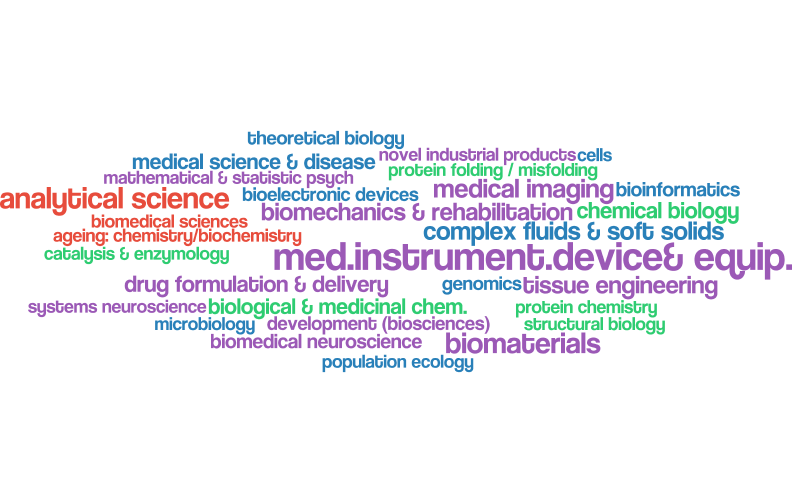 theoretical biology
novel industrial products
cells
medical science & disease
protein folding / misfolding
mathematical & statistic psych
medical imaging
bioinformatics
analytical science
bioelectronic devices
biomechanics & rehabilitation
chemical biology
biomedical sciences
complex fluids & soft solids
ageing: chemistry/biochemistry
catalysis & enzymology
med.instrument.device& equip.
drug formulation & delivery
genomics
tissue engineering
systems neuroscience
biological & medicinal chem.
protein chemistry
microbiology
development (biosciences)
structural biology
biomedical neuroscience
biomaterials
population ecology